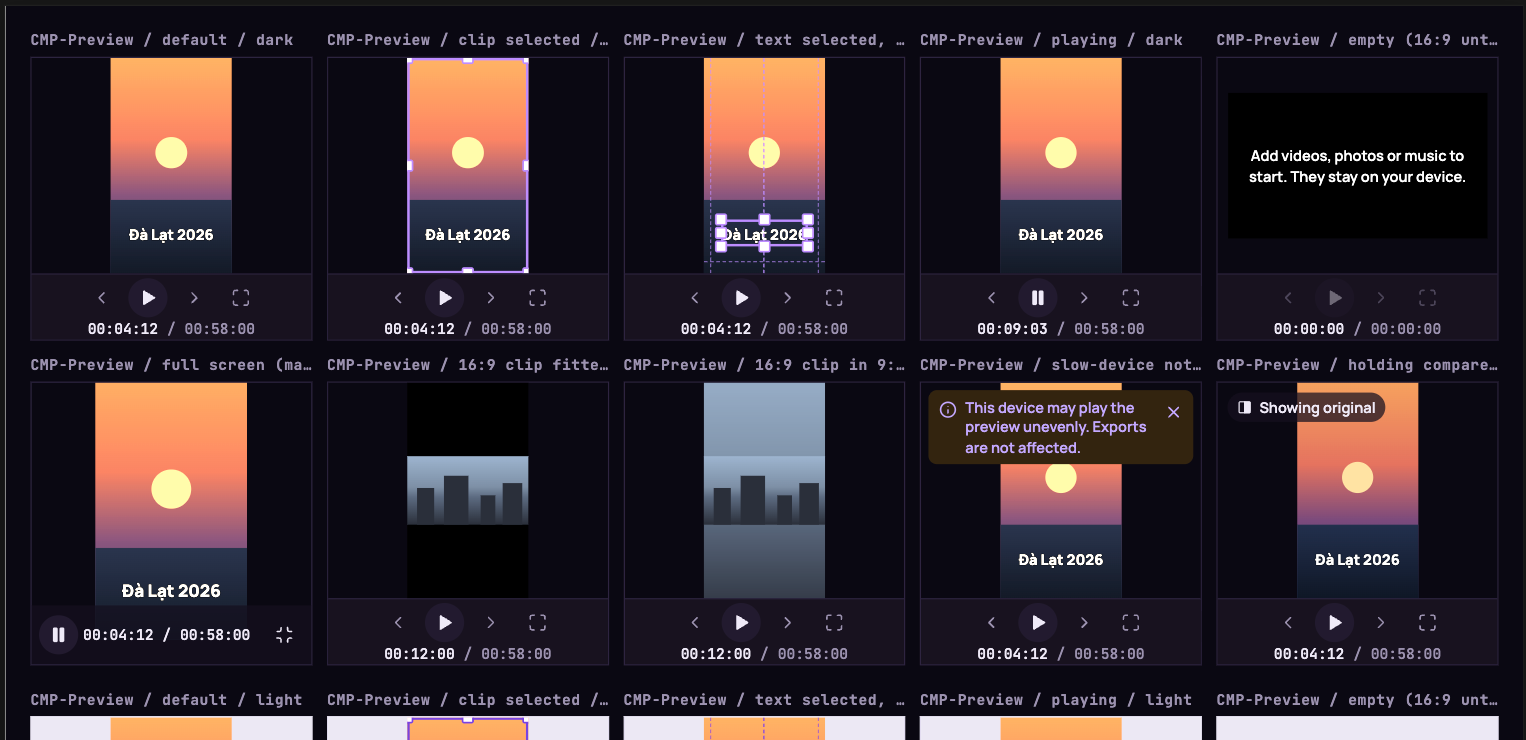 CMP-Preview / default / dark
CMP-Preview / clip selected /…
CMP-Preview / text selected, …
CMP-Preview / playing / dark
CMP-Preview / empty (16:9 unt…
Đà Lạt 2026
Đà Lạt 2026
Đà Lạt 2026
Đà Lạt 2026
Add videos, photos or music to
start. They stay on your device.
00:04:12 / 00:58:00
00:04:12 / 00:58:00
00:04:12 / 00:58:00
00:09:03 / 00:58:00
00:00:00 / 00:00:00
CMP-Preview / full screen (ma…
CMP-Preview / 16:9 clip fitte…
CMP-Preview / 16:9 clip in 9:…
CMP-Preview / slow-device not…
CMP-Preview / holding compare…
Đà Lạt 2026
00:04:12 / 00:58:00
00:12:00 / 00:58:00
00:12:00 / 00:58:00
This device may play the
preview unevenly. Exports
are not affected.
Đà Lạt 2026
00:04:12 / 00:58:00
Showing original
Đà Lạt 2026
00:04:12 / 00:58:00
CMP-Preview / default / light
CMP-Preview / clip selected /…
CMP-Preview / text selected, …
CMP-Preview / playing / light
CMP-Preview / empty (16:9 unt…